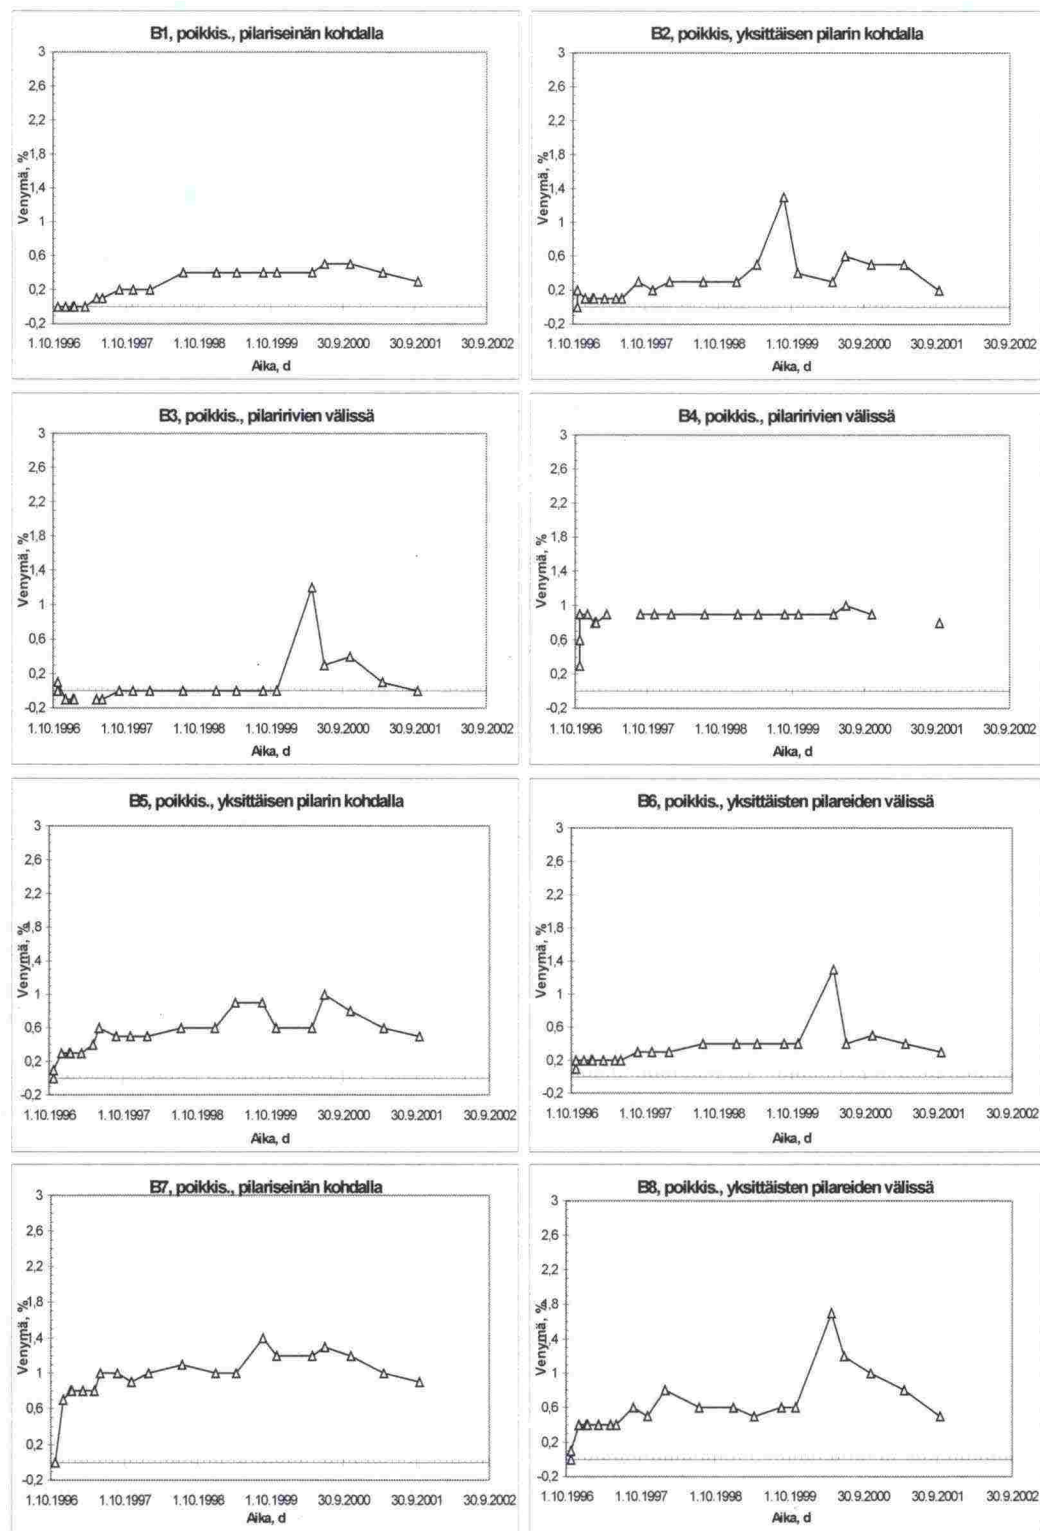 B1, poikkis., pilariseinän kohdalla
3
2,6
2,2
1,8
1,4
1
0,6
0,2
-0,2
Venymä, %
1.10.1996 1.10.1997 1.10.1998 1.10.1999 30.9.2000 30.9.2001 30.9.2002
Aika, d
B2, poikkis, yksittäisen pilarin kohdalla
3
2,6
2,2
1,8
1,4
1
0,6
0,2
-0,2
Venymä, %
1.10.1996 1.10.1997 1.10.1998 1.10.1999 30.9.2000 30.9.2001 30.9.2002
Aika, d
B3, poikkis., pilaririvien välissä
3
2,6
2,2
1,8
1,4
1
0,6
0,2
-0,2
Venymä, %
1.10.1996 1.10.1997 1.10.1998 1.10.1999 30.9.2000 30.9.2001 30.9.2002
Aika, d
B4, poikkis., pilaririvien välissä
3
2,6
2,2
1,8
1,4
1
0,6
0,2
-0,2
Venymä, %
1.10.1996 1.10.1997 1.10.1998 1.10.1999 30.9.2000 30.9.2001 30.9.2002
Aika, d
B5, poikkis., yksittäisen pilarin kohdalla
3
2,6
2,2
1,8
1,4
1
0,6
0,2
-0,2
Venymä, %
1.10.1996 1.10.1997 1.10.1998 1.10.1999 30.9.2000 30.9.2001 30.9.2002
Aika, d
B6, poikkis., yksittäisten pilareiden välissä
3
2,6
2,2
1,8
1,4
1
0,6
0,2
-0,2
Venymä, %
1.10.1996 1.10.1997 1.10.1998 1.10.1999 30.9.2000 30.9.2001 30.9.2002
Aika, d
B7, poikkis., pilariseinän kohdalla
3
2,6
2,2
1,8
1,4
1
0,6
0,2
-0,2
Venymä, %
1.10.1996 1.10.1997 1.10.1998 1.10.1999 30.9.2000 30.9.2001 30.9.2002
Aika, d
B8, poikkis., yksittäisten pilareiden välissä
3
2,6
2,2
1,8
1,4
1
0,6
0,2
-0,2
Venymä, %
1.10.1996 1.10.1997 1.10.1998 1.10.1999 30.9.2000 30.9.2001 30.9.2002
Aika, d